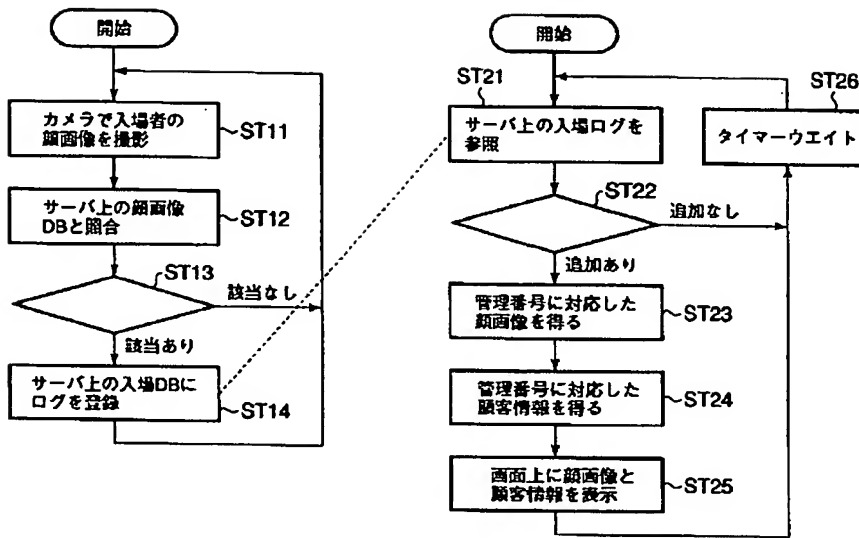 開始
カメラで入場者の
顔画像を撮影
ST11
サーバ上の顔画像
DBと照合
ST12
ST13
該当なし
該当あり
サーバ上の入場DBに
ログを登録
ST14
開始
ST21
サーバ上の入場ログを
参照
ST26
タイマーウエイト
ST22
追加なし
追加あり
管理番号に対応した
顔画像を得る
ST23
管理番号に対応した
顧客情報を得る
ST24
画面上に顔画像と
顧客情報を表示
ST25